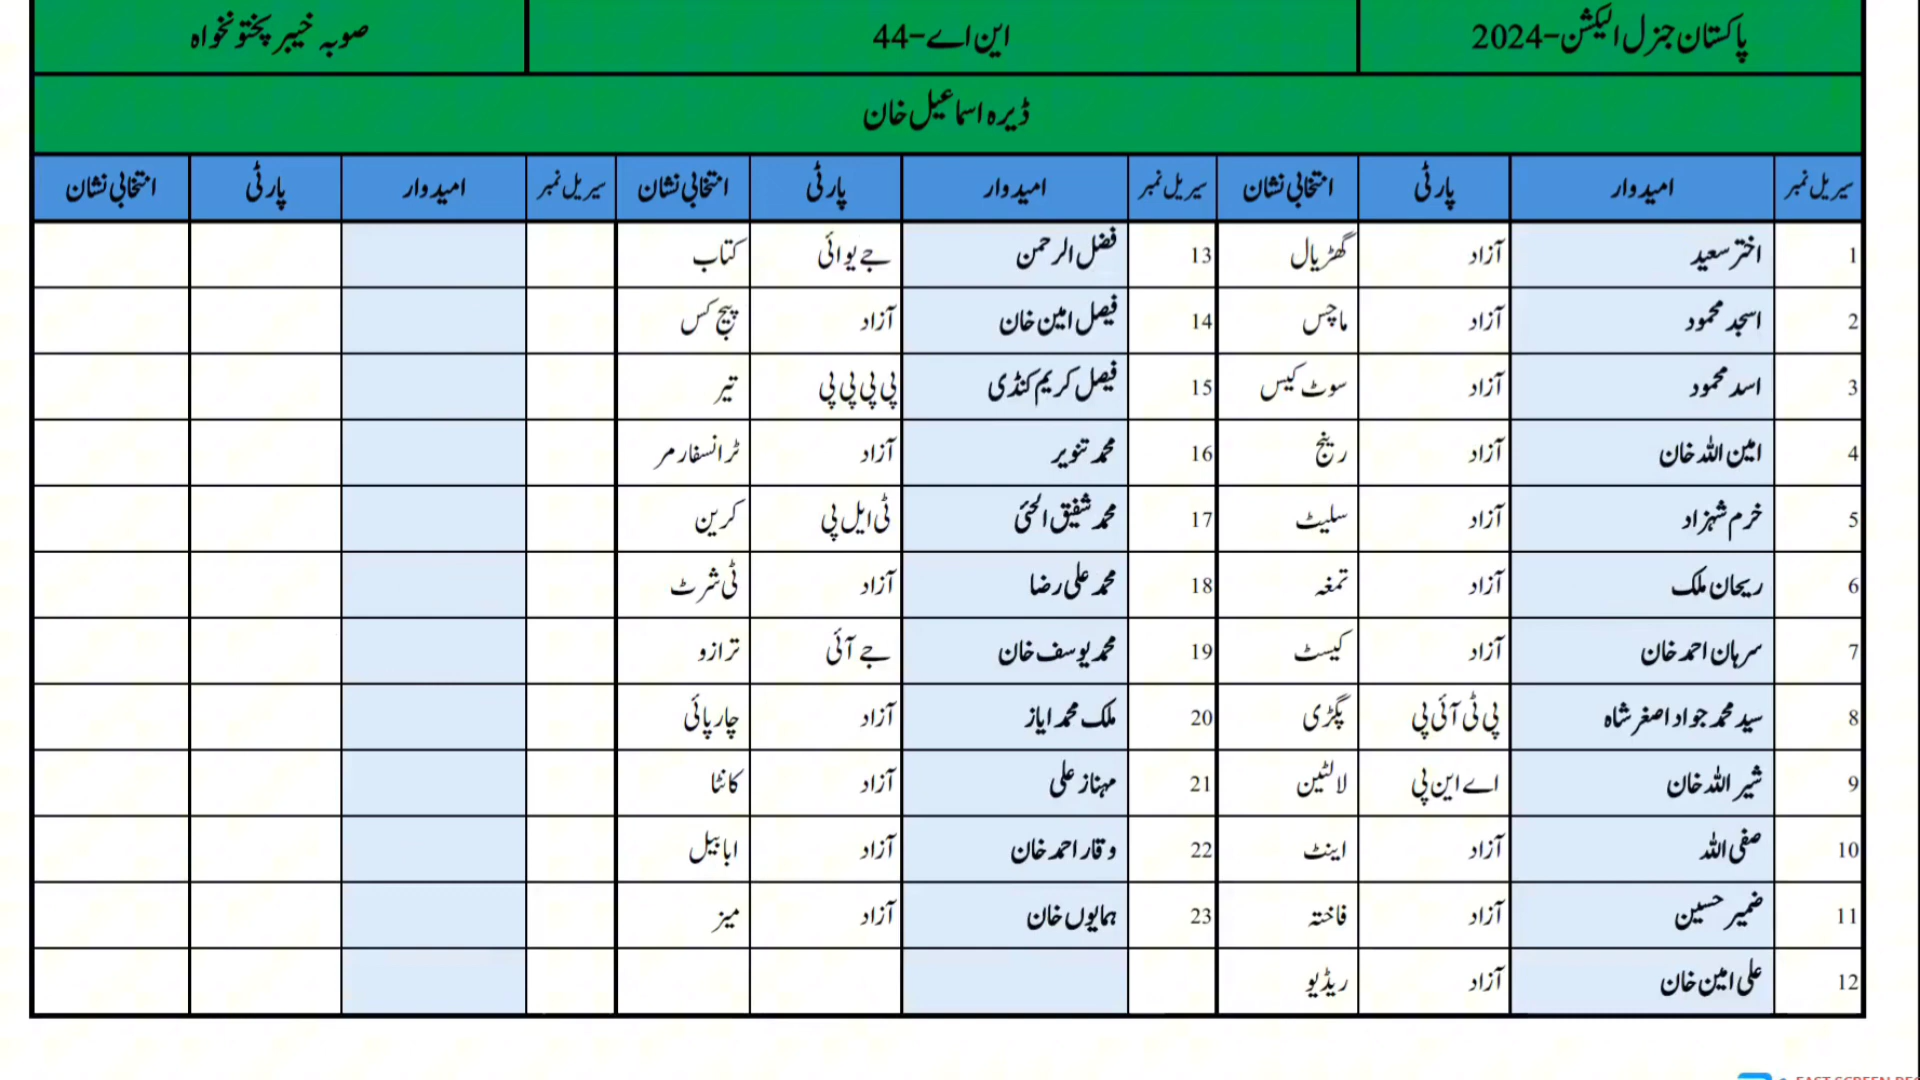 پاکستان جنرل الیکشن-2024 این اے-44 صوبہ خیبر پختونخواہ
ڈیرہ اسماعیل خان
سیریل نمبر امیدوار پارٹی انتخابی نشان سیریل نمبر امیدوار پارٹی انتخابی نشان سیریل نمبر امیدوار پارٹی انتخابی نشان
1 اختر سعید آزاد گھڑیال 13 فضل الرحمن جے یو ائی کتاب
2 اسجد محمود آزاد ماچس 14 فیصل امین خان آزاد پیچ کس
3 اسد محمود آزاد سوٹ کیس 15 فیصل کریم کنڈی پی پی پی پی تیر
4 امین اللہ خان آزاد رینج 16 محمد تنویر آزاد ٹرانسفارمر
5 خرم شہزاد آزاد سلیٹ 17 محمد شفیق الحئی ٹی ایل پی کرین
6 ریحان ملک آزاد تمغہ 18 محمد علی رضا آزاد ٹی شرٹ
7 سرہان احمد خان آزاد کیسٹ 19 محمد یوسف خان جے آئی ترازو
8 سید محمد جواد اصغر شاہ پی ٹی آئی پی پگڑی 20 ملک محمد ایاز آزاد چارپائی
9 شیر اللہ خان اے این پی لالٹین 21 مہناز علی آزاد کانٹا
10 صفی اللہ آزاد اینٹ 22 وقار احمد خان آزاد ابابیل
11 ضمیر حسین آزاد فاختہ 23 ہمایوں خان آزاد میز
12 علی امین خان آزاد ریڈیو